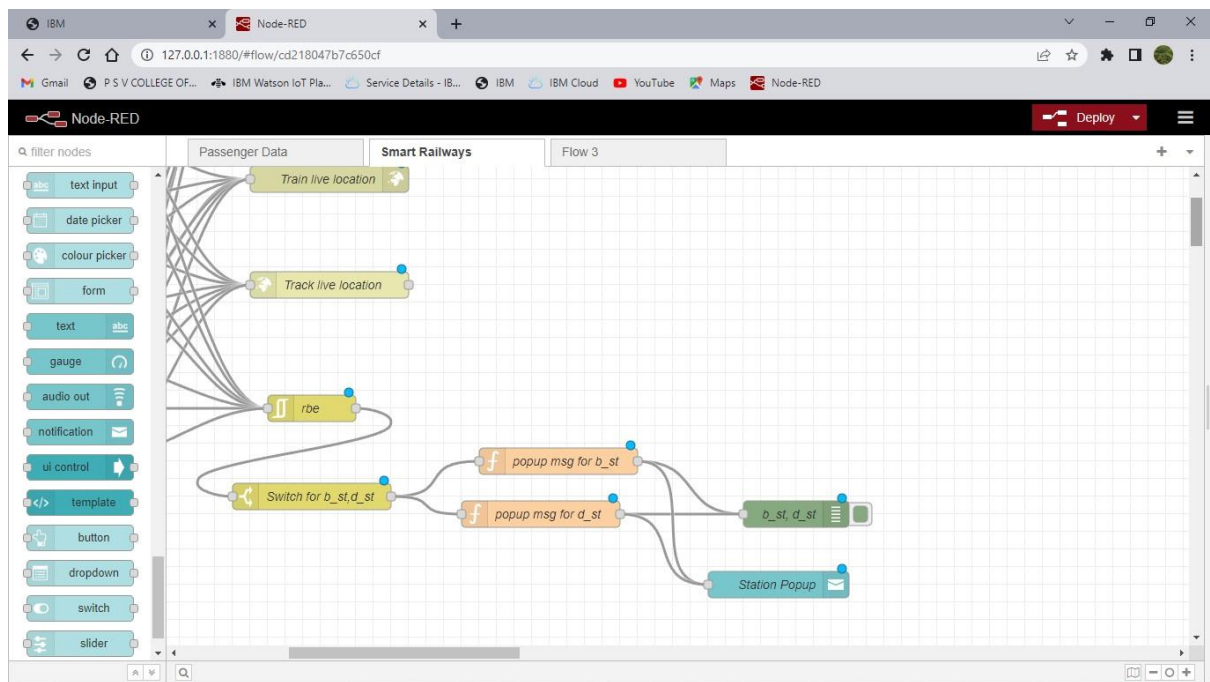 IBM
Node-RED
127.0.0.1:1880/#flow/cd218047b7c650cf
Gmail P S V COLLEGE OF... IBM Watson IoT Pla... Service Details - IB... IBM IBM Cloud YouTube Maps Node-RED
Node-RED Deploy
filter nodes Passenger Data Smart Railways Flow 3
abc text input
date picker
colour picker
form
text abc
gauge
audio out
notification
ui control
</> template
button
dropdown
switch
slider
Train live location
Track live location
rbe
popup msg for b_st
Switch for b_st,d_st
popup msg for d_st
b_st, d_st
Station Popup